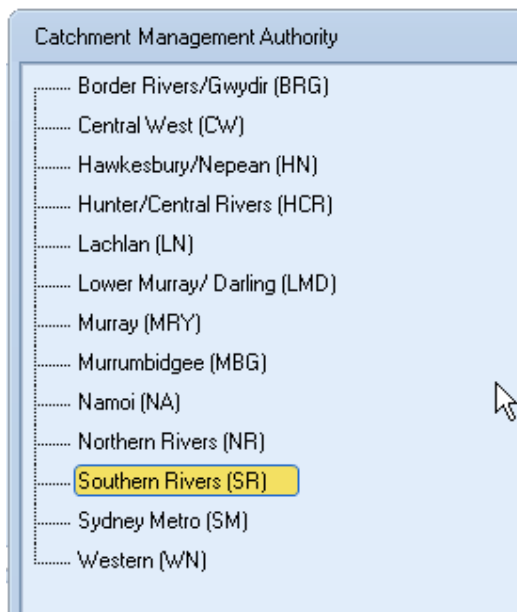 Catchment Management Authority
Border Rivers/Gwydir (BRG)
Central West (CW)
Hawkesbury/Nepean (HN)
Hunter/Central Rivers (HCR)
Lachlan (LN)
Lower Murray/ Darling (LMD)
Murray (MRY)
Murrumbidgee (MBG)
Namoi (NA)
Northern Rivers (NR)
Southern Rivers (SR)
Sydney Metro (SM)
Western (WN)